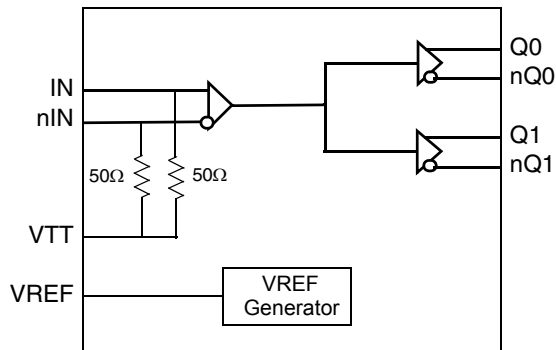 IN
nIN
50Ω
50Ω
VTT
VREF
VREF
Generator
Q0
nQ0
Q1
nQ1